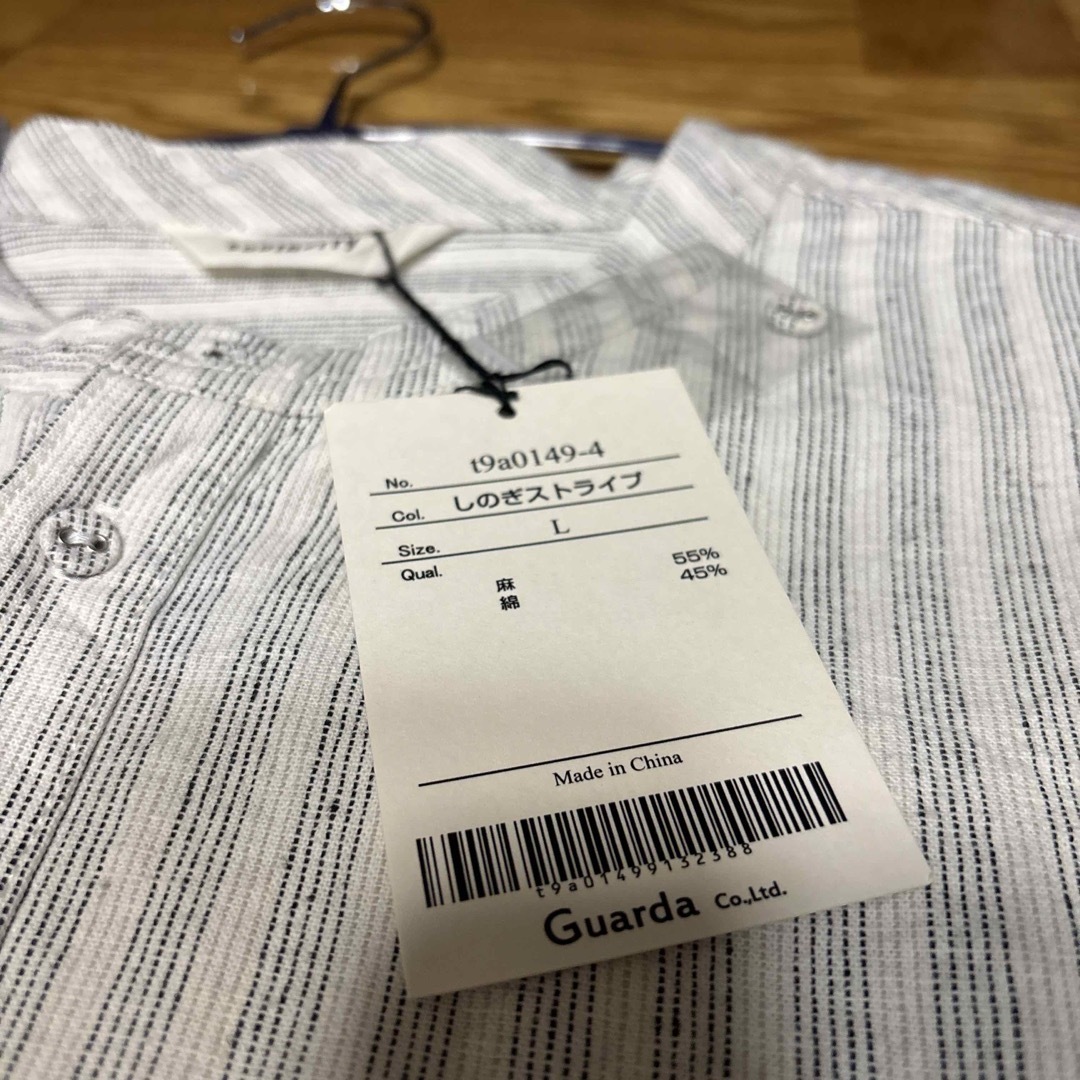 No. t9a0149-4
Col. しのぎストライプ
Size. L
Qual. 麻 55%
綿 45%
Made in China
t9a01499132388
Guarda Co.,Ltd.